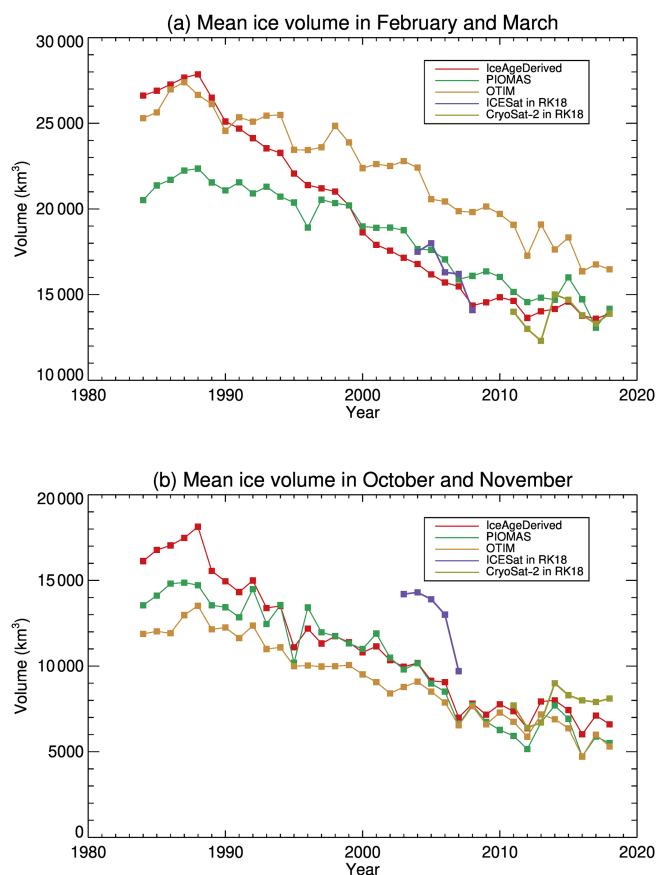 (a) Mean ice volume in February and March
30 000
25 000
20 000
15 000
10 000
Volume (km³)
IceAgeDerived
PIOMAS
OTIM
ICESat in RK18
CryoSat-2 in RK18
1980 1990 2000 2010 2020
Year
(b) Mean ice volume in October and November
20 000
15 000
10 000
5000
0
Volume (km³)
IceAgeDerived
PIOMAS
OTIM
ICESat in RK18
CryoSat-2 in RK18
1980 1990 2000 2010 2020
Year